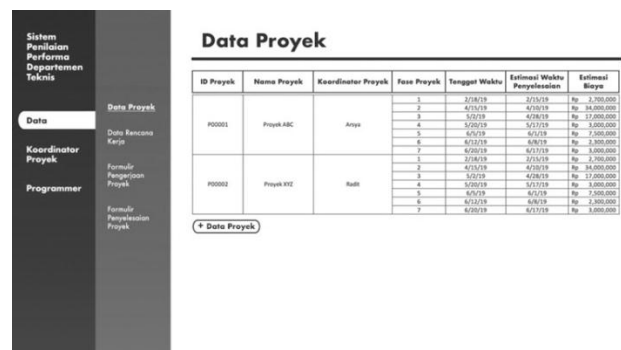 Sistem
Penilaian
Performa
Departemen
Teknis
Data
Koordinator
Proyek
Programmer
Data Proyek
Data Rencana
Kerja
Formulir
Pengerjaan
Proyek
Formulir
Penyelesaian
Proyek
Data Proyek
ID Proyek Nama Proyek Koordinator Proyek Fase Proyek Tenggat Waktu Estimasi Waktu Penyelesaian Estimasi Biaya
P00001 Proyek ABC Arsya
1 2/18/19 2/15/19 Rp 2,700,000
2 4/15/19 4/10/19 Rp 34,000,000
3 5/2/19 4/28/19 Rp 17,000,000
4 5/20/19 5/17/19 Rp 3,000,000
5 6/5/19 6/1/19 Rp 7,500,000
6 6/12/19 6/8/19 Rp 2,300,000
7 6/20/19 6/17/19 Rp 3,000,000
P00002 Proyek XYZ Radit
1 2/18/19 2/15/19 Rp 2,700,000
2 4/15/19 4/10/19 Rp 34,000,000
3 5/2/19 4/28/19 Rp 17,000,000
4 5/20/19 5/17/19 Rp 3,000,000
5 6/5/19 6/1/19 Rp 7,500,000
6 6/12/19 6/8/19 Rp 2,300,000
7 6/20/19 6/17/19 Rp 3,000,000
+ Data Proyek